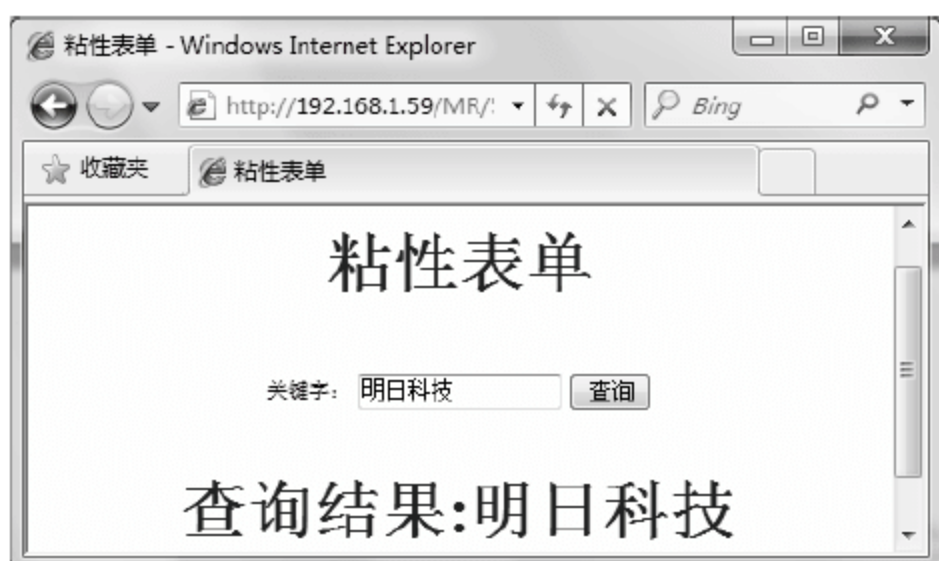 粘性表单 - Windows Internet Explorer
http://192.168.1.59/MR/
Bing
收藏夹
粘性表单
粘性表单
关键字: 明日科技 查询
查询结果:明日科技